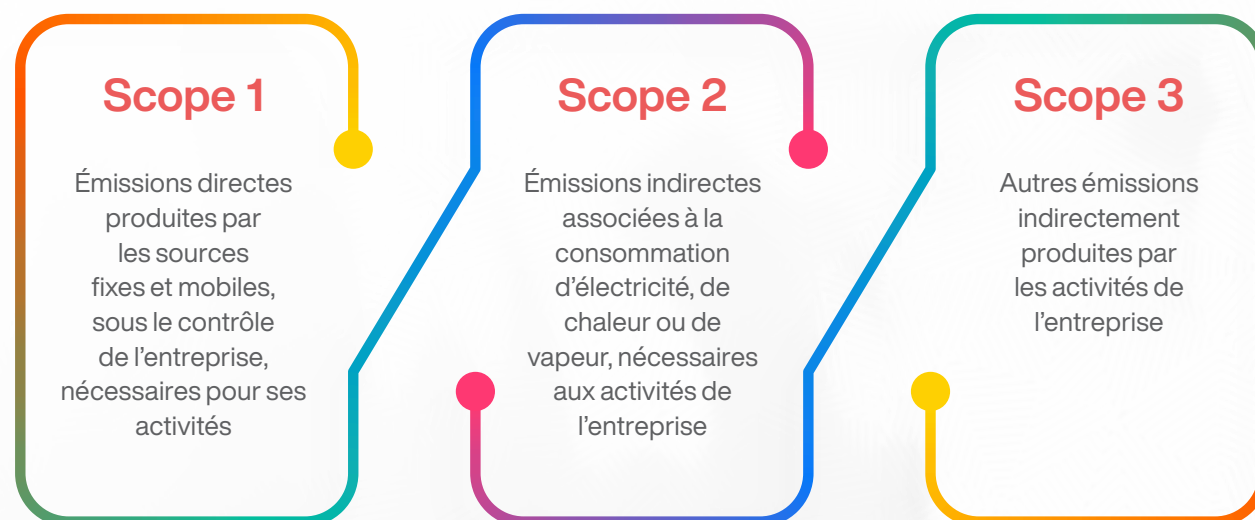 Scope 1
Émissions directes
produites par
les sources
fixes et mobiles,
sous le contrôle
de l’entreprise,
nécessaires pour ses
activités
Scope 2
Émissions indirectes
associées à la
consommation
d’électricité, de
chaleur ou de
vapeur, nécessaires
aux activités de
l’entreprise
Scope 3
Autres émissions
indirectement
produites par
les activités de
l’entreprise